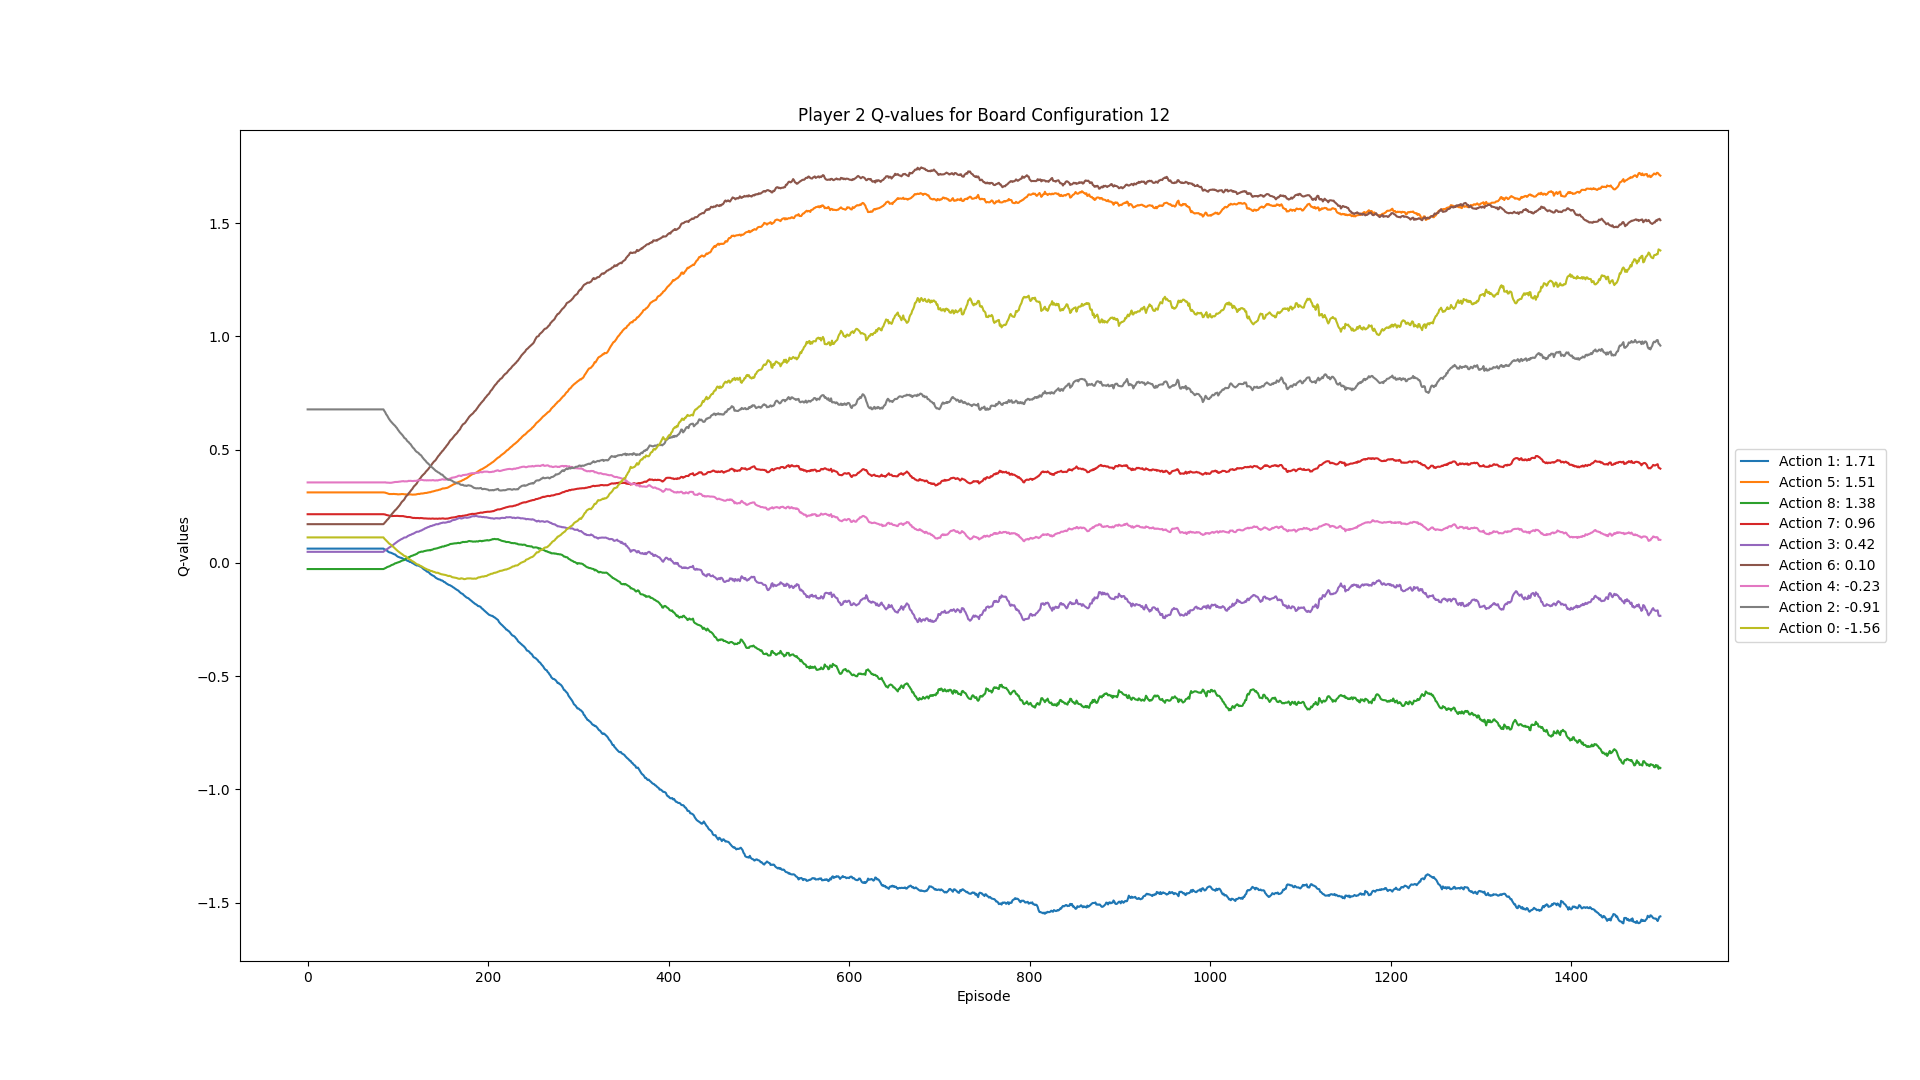 Player 2 Q-values for Board Configuration 12
Q-values
1.5
1.0
0.5
0.0
−0.5
−1.0
−1.5
0 200 400 600 800 1000 1200 1400
Episode
Action 1: 1.71
Action 5: 1.51
Action 8: 1.38
Action 7: 0.96
Action 3: 0.42
Action 6: 0.10
Action 4: -0.23
Action 2: -0.91
Action 0: -1.56